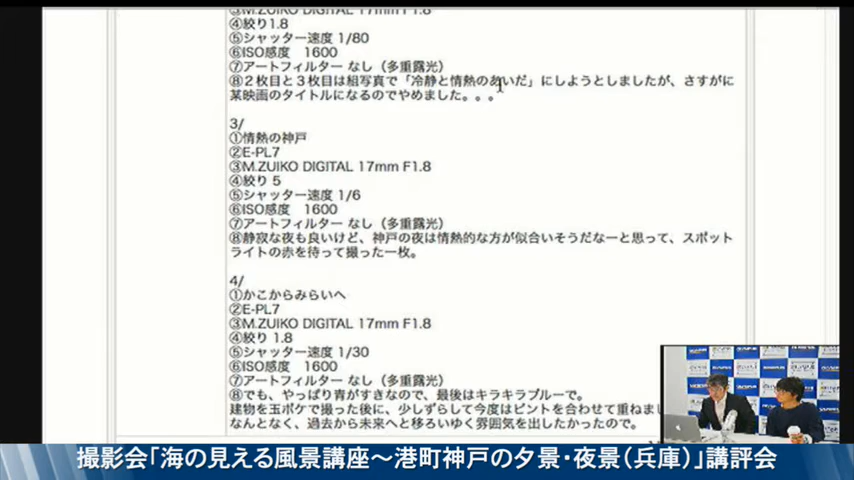 ③M.ZUIKO DIGITAL 17mm F1.8
④絞り1.8
⑤シャッター速度 1/80
⑥ISO感度　1600
⑦アートフィルター なし（多重露光）
⑧２枚目と３枚目は組写真で「冷静と情熱のあいだ」にしようとしましたが、さすがに
某映画のタイトルになるのでやめました。。。
3/
①情熱の神戸
②E-PL7
③M.ZUIKO DIGITAL 17mm F1.8
④絞り 5
⑤シャッター速度 1/6
⑥ISO感度　1600
⑦アートフィルター なし（多重露光）
⑧静寂な夜も良いけど、神戸の夜は情熱的な方が似合いそうだなーと思って、スポット
ライトの赤を待って撮った一枚。
4/
①かこからみらいへ
②E-PL7
③M.ZUIKO DIGITAL 17mm F1.8
④絞り 1.8
⑤シャッター速度 1/30
⑥ISO感度　1600
⑦アートフィルター なし（多重露光）
⑧でも、やっぱり青がすきなので、最後はキラキラブルーで。
建物を玉ボケで撮った後に、少しずらして今度はピントを合わせて重ねまし
なんとなく、過去から未来へと移ろいゆく雰囲気を出したかったので。
撮影会「海の見える風景講座～港町神戸の夕景・夜景（兵庫）」講評会